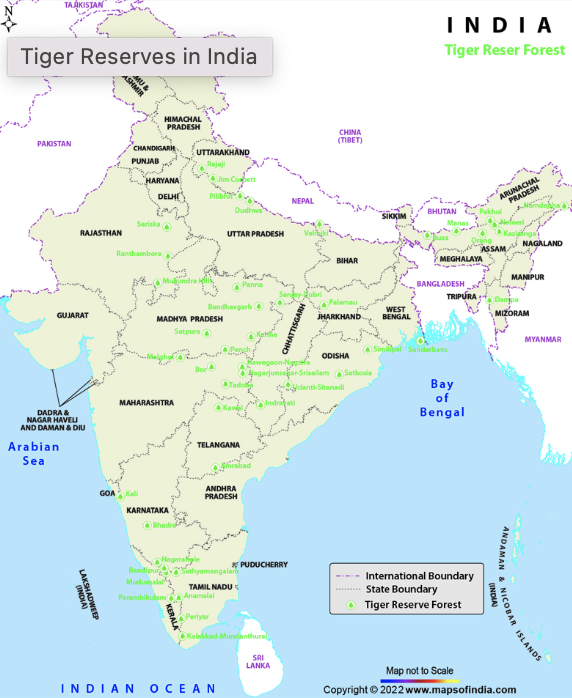 TAJIKISTAN
N
INDIA
Tiger Reser Forest
Tiger Reserves in India
JAMMU &
KASHMIR
HIMACHAL
PRADESH
CHINA
(TIBET)
PAKISTAN
CHANDIGARH
PUNJAB
UTTARAKHAND
Rajaji
Jim Corbett
HARYANA
DELHI
Pilibhit
Dudhwa
NEPAL
ARUNACHAL
PRADESH
Namdapha
SIKKIM
BHUTAN
Pakhui
Manas
Nameri
Buxa
Orang
Kaziranga
ASSAM
NAGALAND
MEGHALAYA
MANIPUR
RAJASTHAN
Sariska
UTTAR PRADESH
Valmiki
BIHAR
Ranthambore
BANGLADESH
TRIPURA
Dampa
MIZORAM
MYANMAR
Mukundra Hills
Panna
Sanjay-Dubri
Bandhavgarh
Palamau
GUJARAT
MADHYA PRADESH
CHHATTISGARH
JHARKHAND
WEST
BENGAL
Satpura
Kanha
Pench
ODISHA
Simlipal
Sundarbans
Melghat
Nawegaon-Nagzira
Bor
Nagarjunsagar-Srisailam
Satkosia
Tadoba
Udanti-Sitanadi
DADRA &
NAGAR HAVELI
AND DAMAN & DIU
MAHARASHTRA
Kawal
Indravati
Bay
of
Bengal
Arabian
Sea
TELANGANA
Amrabad
GOA
Kali
ANDHRA
PRADESH
KARNATAKA
Bhadra
ANDAMAN & NICOBAR ISLANDS
(INDIA)
LAKSHADWEEP
(INDIA)
Nagarahole
Bandipur
Sathyamangalam
Mudumalai
PUDUCHERRY
TAMIL NADU
Parambikulam
Anamalai
KERALA
Periyar
Kalakkad-Mundanthurai
SRI
LANKA
International Boundary
State Boundary
Tiger Reserve Forest
Map not to Scale
Copyright © 2022 www.mapsofindia.com
INDIAN OCEAN